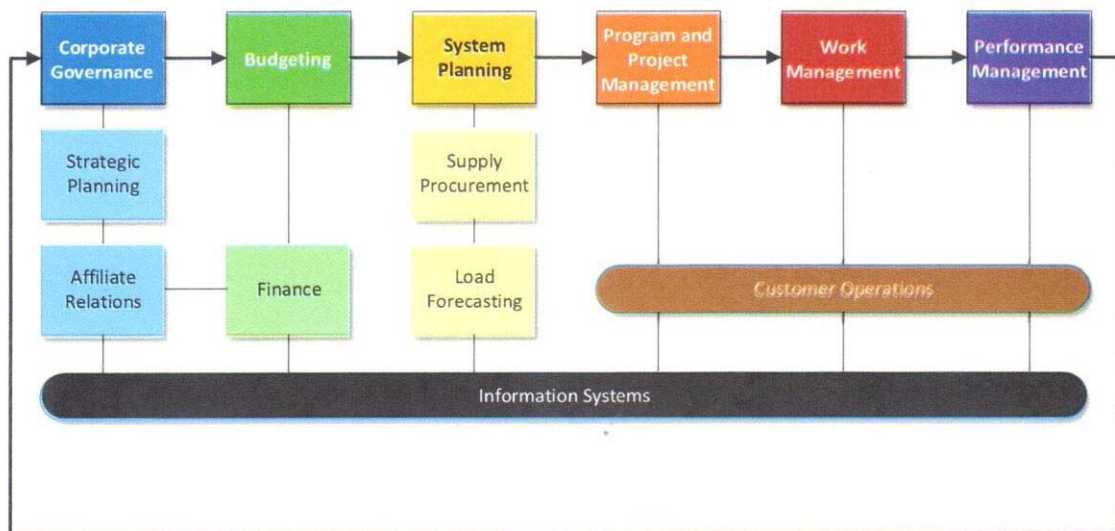 Corporate
Governance
Budgeting
System
Planning
Program and
Project
Management
Work
Management
Performance
Management
Strategic
Planning
Supply
Procurement
Affiliate
Relations
Finance
Load
Forecasting
Customer Operations
Information Systems